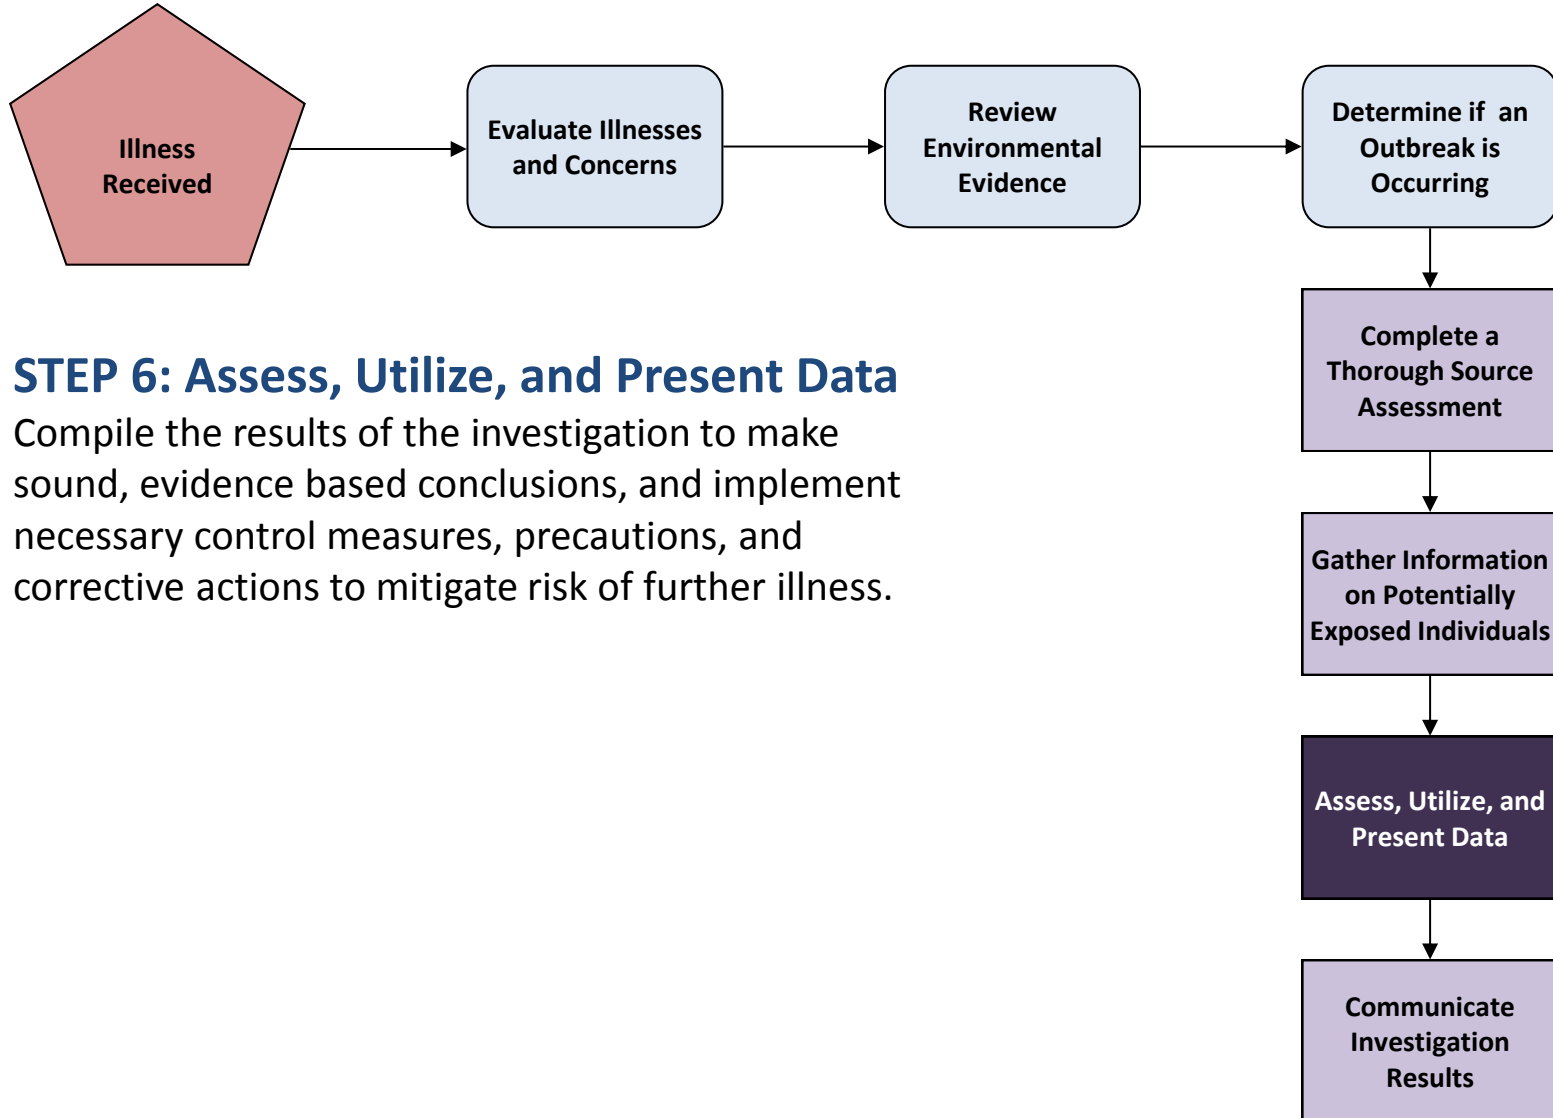 Illness
Received
Evaluate Illnesses
and Concerns
Review
Environmental
Evidence
Determine if an
Outbreak is
Occurring
Complete a
Thorough Source
Assessment
STEP 6: Assess, Utilize, and Present Data
Compile the results of the investigation to make
sound, evidence based conclusions, and implement
necessary control measures, precautions, and
corrective actions to mitigate risk of further illness.
Gather Information
on Potentially
Exposed Individuals
Assess, Utilize, and
Present Data
Communicate
Investigation
Results